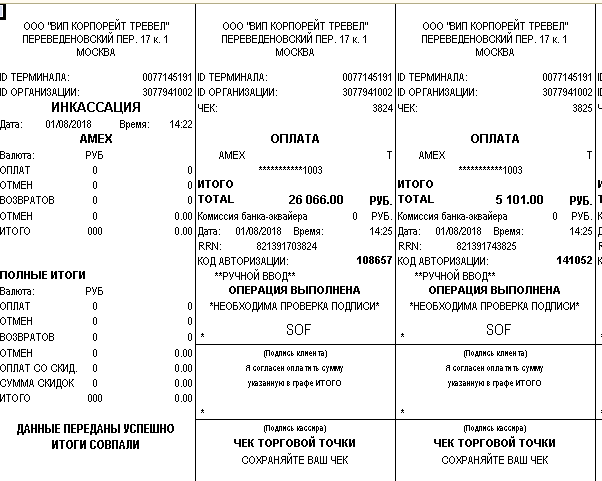 ООО "ВИП КОРПОРЕЙТ ТРЕВЕЛ"
ПЕРЕВЕДЕНОВСКИЙ ПЕР. 17 к. 1
МОСКВА
ID ТЕРМИНАЛА: 0077145191
ID ОРГАНИЗАЦИИ: 3077941002
ИНКАССАЦИЯ
Дата: 01/08/2018 Время: 14:22
AMEX
Валюта: РУБ
ОПЛАТ 0 0
ОТМЕН 0 0
ВОЗВРАТОВ 0 0
ОТМЕН 0 0.00
ИТОГО 000 0.00
ПОЛНЫЕ ИТОГИ
Валюта: РУБ
ОПЛАТ 0 0
ОТМЕН 0 0
ВОЗВРАТОВ 0 0
ОТМЕН 0 0.00
ОПЛАТ СО СКИД. 0 0.00
СУММА СКИДОК 0 0.00
ИТОГО 000 0.00
ДАННЫЕ ПЕРЕДАНЫ УСПЕШНО
ИТОГИ СОВПАЛИ
ООО "ВИП КОРПОРЕЙТ ТРЕВЕЛ"
ПЕРЕВЕДЕНОВСКИЙ ПЕР. 17 к. 1
МОСКВА
ID ТЕРМИНАЛА: 0077145191
ID ОРГАНИЗАЦИИ: 3077941002
ЧЕК: 3824
ОПЛАТА
AMEX T
***********1003
ИТОГО
TOTAL 26 066.00 РУБ.
Комиссия банка-эквайера 0 РУБ.
Дата: 01/08/2018 Время: 14:25
RRN: 821391703824
КОД АВТОРИЗАЦИИ: 108657
**РУЧНОЙ ВВОД**
ОПЕРАЦИЯ ВЫПОЛНЕНА
*НЕОБХОДИМА ПРОВЕРКА ПОДПИСИ*
SOF
*
(Подпись клиента)
Я согласен оплатить сумму
указанную в графе ИТОГО
*
(Подпись кассира)
ЧЕК ТОРГОВОЙ ТОЧКИ
СОХРАНЯЙТЕ ВАШ ЧЕК
ООО "ВИП КОРПОРЕЙТ ТРЕВЕЛ"
ПЕРЕВЕДЕНОВСКИЙ ПЕР. 17 к. 1
МОСКВА
ID ТЕРМИНАЛА: 0077145191
ID ОРГАНИЗАЦИИ: 3077941002
ЧЕК: 3825
ОПЛАТА
AMEX T
***********1003
ИТОГО
TOTAL 5 101.00 РУБ.
Комиссия банка-эквайера 0 РУБ.
Дата: 01/08/2018 Время: 14:25
RRN: 821391743825
КОД АВТОРИЗАЦИИ: 141052
**РУЧНОЙ ВВОД**
ОПЕРАЦИЯ ВЫПОЛНЕНА
*НЕОБХОДИМА ПРОВЕРКА ПОДПИСИ*
SOF
*
(Подпись клиента)
Я согласен оплатить сумму
указанную в графе ИТОГО
*
(Подпись кассира)
ЧЕК ТОРГОВОЙ ТОЧКИ
СОХРАНЯЙТЕ ВАШ ЧЕК